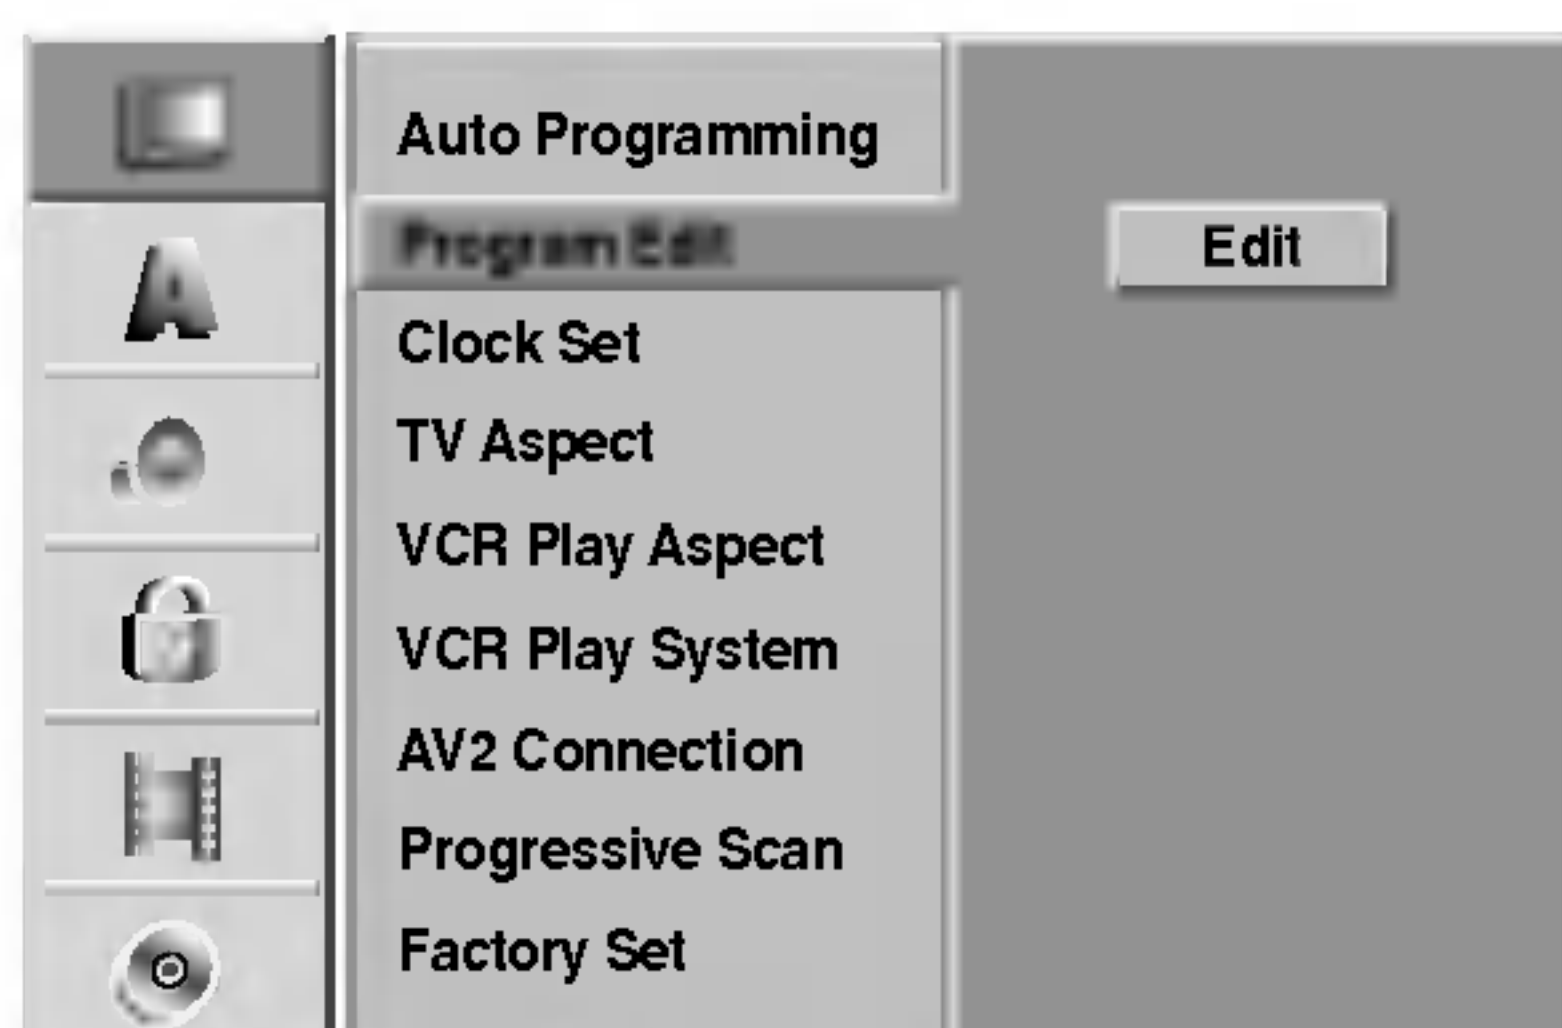 Auto Programming
Program Edit
Edit
Clock Set
TV Aspect
VCR Play Aspect
VCR Play System
AV2 Connection
Progressive Scan
Factory Set